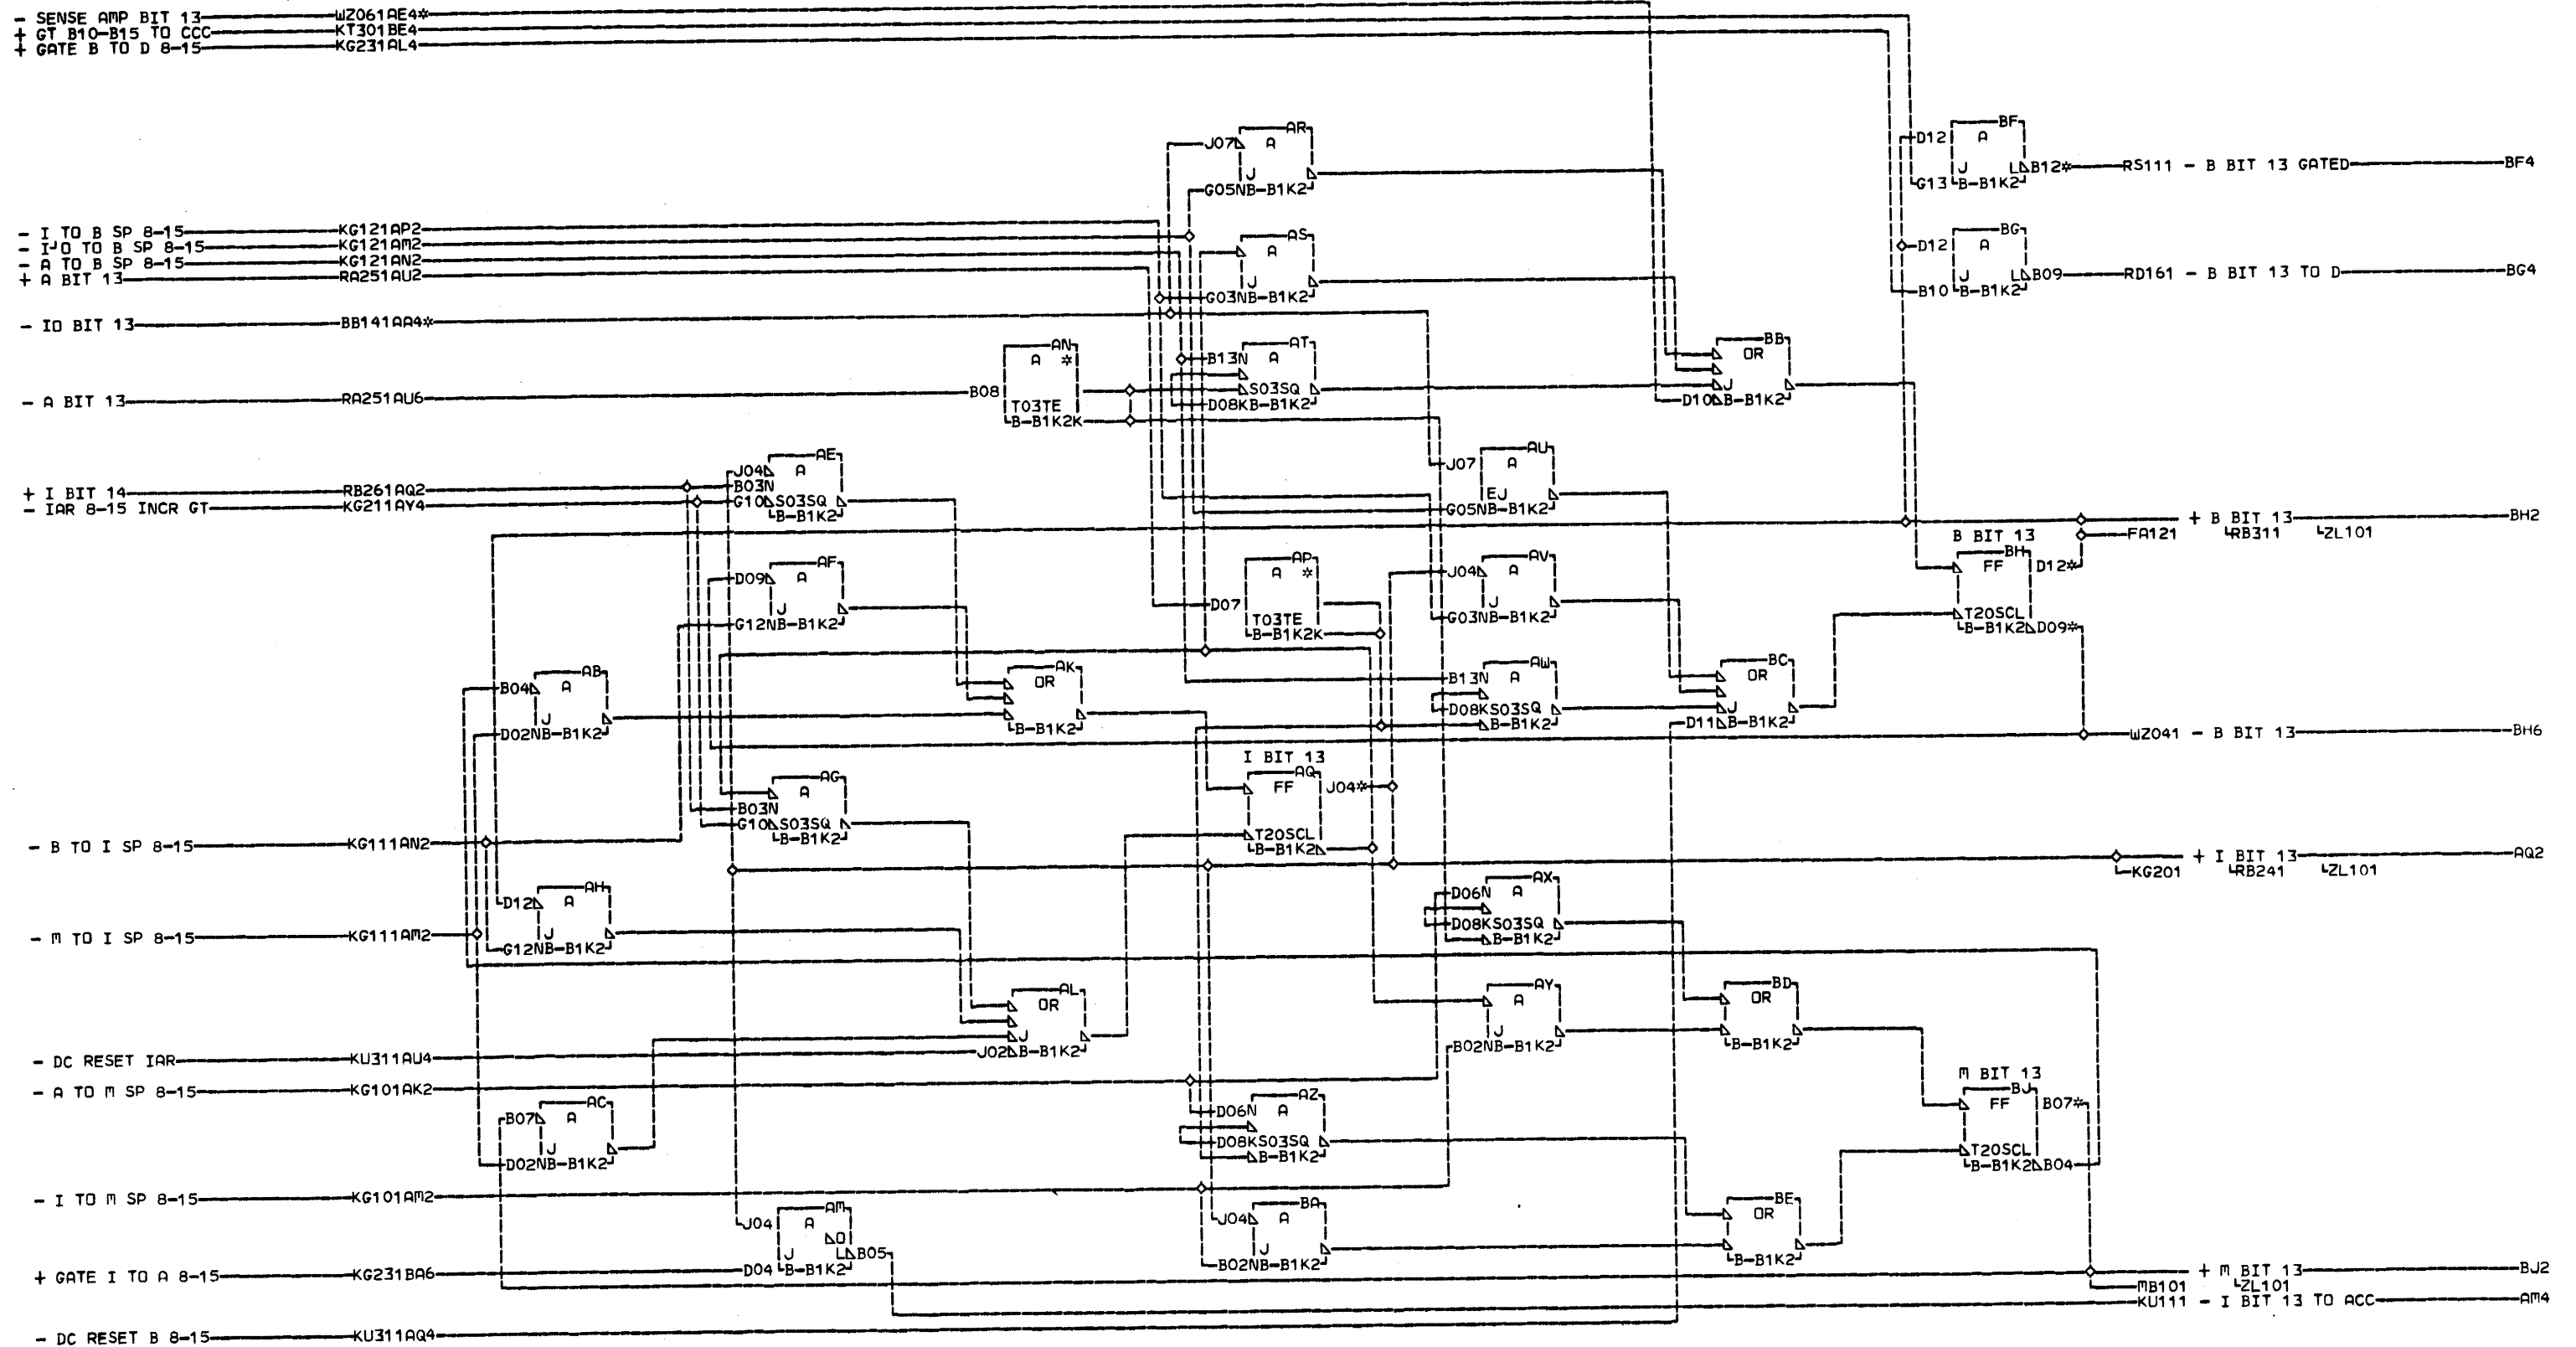 - SENSE AMP BIT 13 WZ061AE4*
+ GT B10-B15 TO CCC KT301BE4
+ GATE B TO D 8-15 KG231AL4
AR
J07 A
J
G05NB-B1K2
BF
D12 A
J L B12* RS111 - B BIT 13 GATED BF4
G13 B-B1K2
- I TO B SP 8-15 KG121AP2
- I-O TO B SP 8-15 KG121AM2
- A TO B SP 8-15 KG121AN2
+ A BIT 13 RA251AU2
AS
A
J
G03NB-B1K2
BG
D12 A
J L B09 RD161 - B BIT 13 TO D BG4
B10 B-B1K2
- IO BIT 13 BB141AA4*
AN
A *
B08
T03TE
B-B1K2K
AT
B13N A
S03SQ
D08KB-B1K2
BB
OR
J
D10 B-B1K2
- A BIT 13 RA251AU6
AE
J04 A
B03N
G10 S03SQ
B-B1K2
+ I BIT 14 RB261AQ2
- IAR 8-15 INCR GT KG211AY4
AU
J07 A
EJ
G05NB-B1K2
+ B BIT 13 BH2
FA121 RB311 ZL101
B BIT 13
BH
FF D12*
T20SCL
B-B1K2 D09*
AF
D09 A
J
G12NB-B1K2
AP
A *
D07
T03TE
B-B1K2K
AV
J04 A
J
G03NB-B1K2
AB
B04 A
J
D02NB-B1K2
AK
OR
B-B1K2
AW
B13N A
D08KS03SQ
B-B1K2
BC
OR
J
D11 B-B1K2
WZ041 - B BIT 13 BH6
AG
A
B03N
G10 S03SQ
B-B1K2
I BIT 13
AQ
FF J04*
T20SCL
B-B1K2
- B TO I SP 8-15 KG111AN2
+ I BIT 13 AQ2
KG201 RB241 ZL101
AH
D12 A
J
G12NB-B1K2
AX
D06N A
D08KS03SQ
B-B1K2
- M TO I SP 8-15 KG111AM2
AL
OR
J
J02 B-B1K2
AY
A
J
B02NB-B1K2
BD
OR
B-B1K2
- DC RESET IAR KU311AU4
- A TO M SP 8-15 KG101AK2
AC
B07 A
J
D02NB-B1K2
AZ
D06N A
D08KS03SQ
B-B1K2
M BIT 13
BJ
FF B07*
T20SCL
B-B1K2 B04
- I TO M SP 8-15 KG101AM2
AM
J04 A
O
J L B05
D04 B-B1K2
BA
J04 A
J
B02NB-B1K2
BE
OR
B-B1K2
+ GATE I TO A 8-15 KG231BA6
+ M BIT 13 BJ2
MB101 ZL101
KU111 - I BIT 13 TO ACC AM4
- DC RESET B 8-15 KU311AQ4